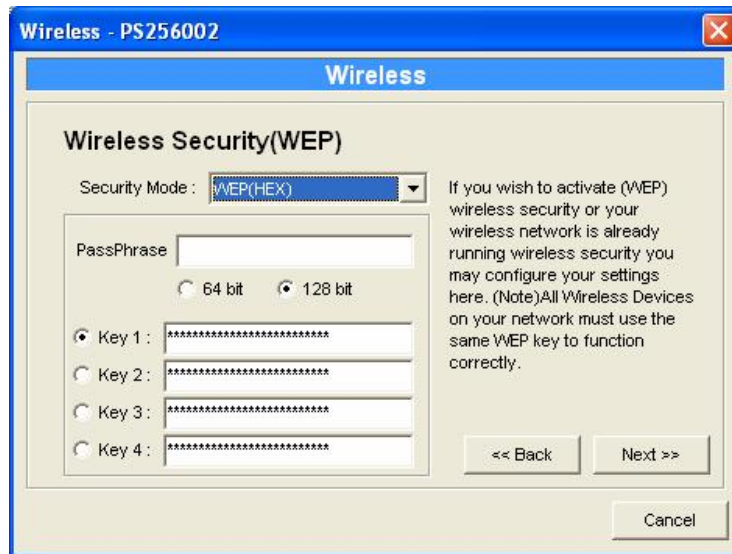 Wireless - PS256002
Wireless
Wireless Security(WEP)
Security Mode : WEP(HEX)
PassPhrase
64 bit 128 bit
Key 1 : **************************
Key 2 : **************************
Key 3 : **************************
Key 4 : **************************
If you wish to activate (WEP)
wireless security or your
wireless network is already
running wireless security you
may configure your settings
here. (Note)All Wireless Devices
on your network must use the
same WEP key to function
correctly.
<< Back Next >>
Cancel